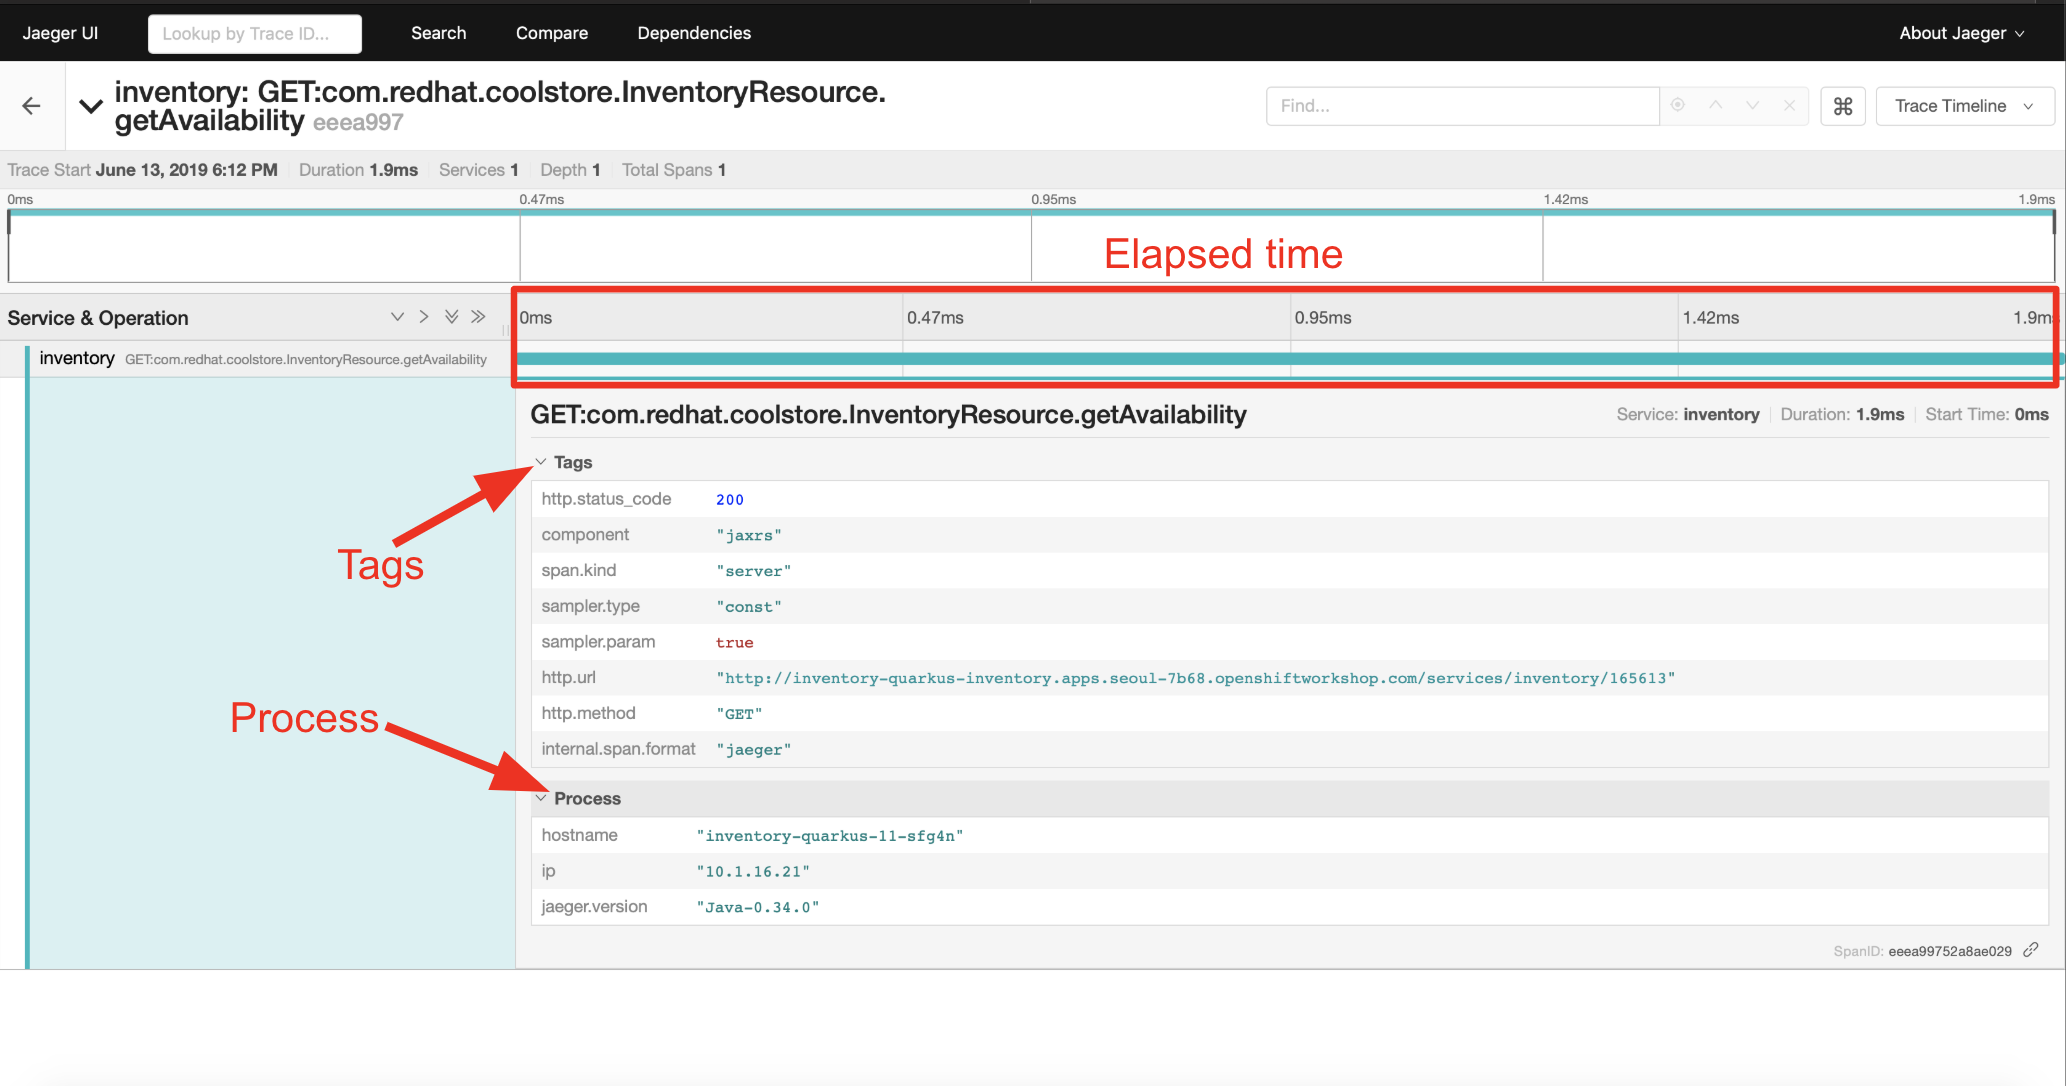 Jaeger UI Lookup by Trace ID... Search Compare Dependencies About Jaeger
inventory: GET:com.redhat.coolstore.InventoryResource.
getAvailability eeea997
Find... ⌘ Trace Timeline
Trace Start June 13, 2019 6:12 PM Duration 1.9ms Services 1 Depth 1 Total Spans 1
0ms 0.47ms 0.95ms 1.42ms 1.9ms
Elapsed time
Service & Operation 0ms 0.47ms 0.95ms 1.42ms 1.9ms
inventory GET:com.redhat.coolstore.InventoryResource.getAvailability
GET:com.redhat.coolstore.InventoryResource.getAvailability Service: inventory Duration: 1.9ms Start Time: 0ms
Tags
http.status_code 200
component "jaxrs"
span.kind "server"
Tags
sampler.type "const"
sampler.param true
http.url "http://inventory-quarkus-inventory.apps.seoul-7b68.openshiftworkshop.com/services/inventory/165613"
http.method "GET"
Process
internal.span.format "jaeger"
Process
hostname "inventory-quarkus-11-sfg4n"
ip "10.1.16.21"
jaeger.version "Java-0.34.0"
SpanID: eeea99752a8ae029